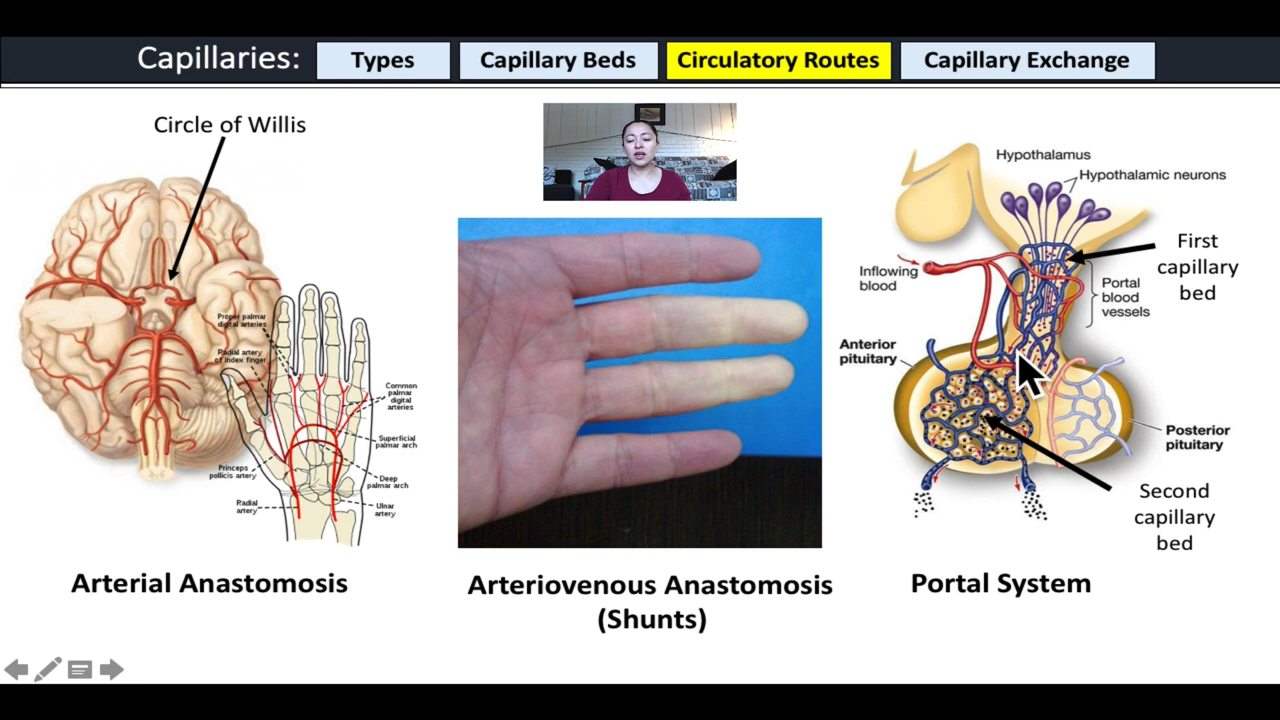 Capillaries:
Types
Capillary Beds
Circulatory Routes
Capillary Exchange
Circle of Willis
Proper palmar
digital arteries
Radial artery
of index finger
Common
palmar
digital
arteries
Superficial
palmar arch
Princeps
pollicis artery
Deep
palmar arch
Radial
artery
Ulnar
artery
Arterial Anastomosis
Arteriovenous Anastomosis
(Shunts)
Hypothalamus
Hypothalamic neurons
First
capillary
bed
Inflowing
blood
Portal
blood
vessels
Anterior
pituitary
Posterior
pituitary
Second
capillary
bed
Portal System